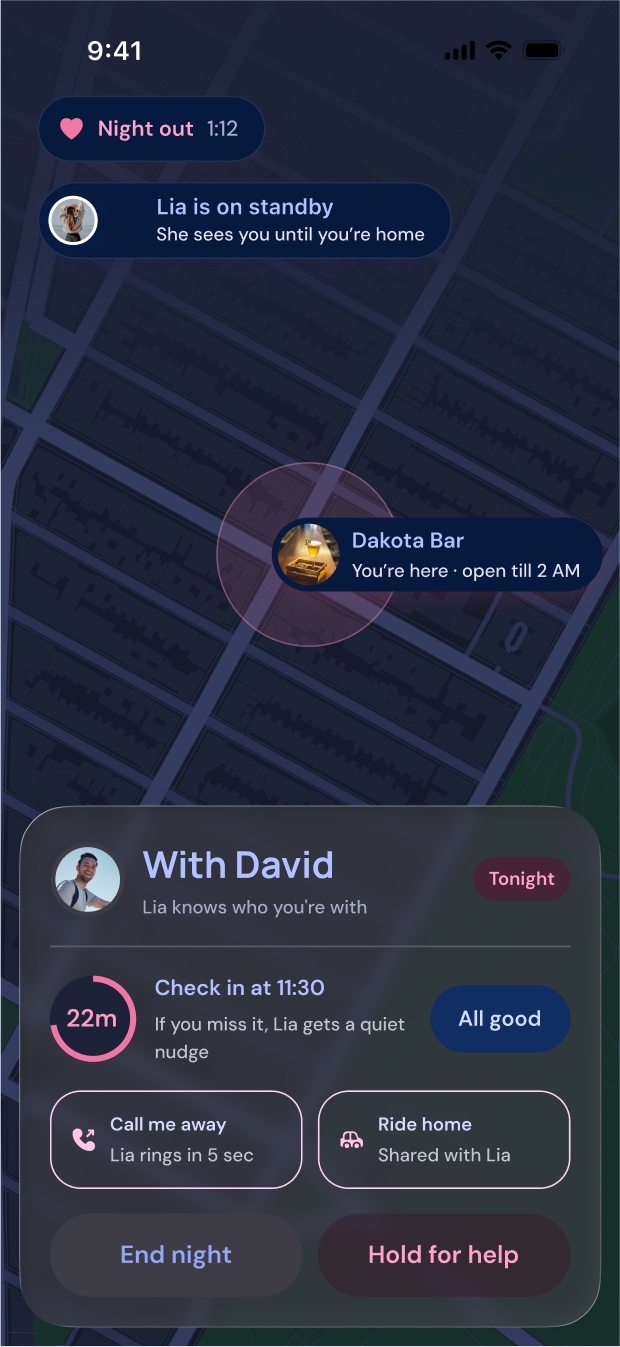 9:41
Night out 1:12
Lia is on standby
She sees you until you’re home
Dakota Bar
You’re here · open till 2 AM
With David
Lia knows who you're with
Tonight
22m
Check in at 11:30
If you miss it, Lia gets a quiet
nudge
All good
Call me away
Lia rings in 5 sec
Ride home
Shared with Lia
End night
Hold for help